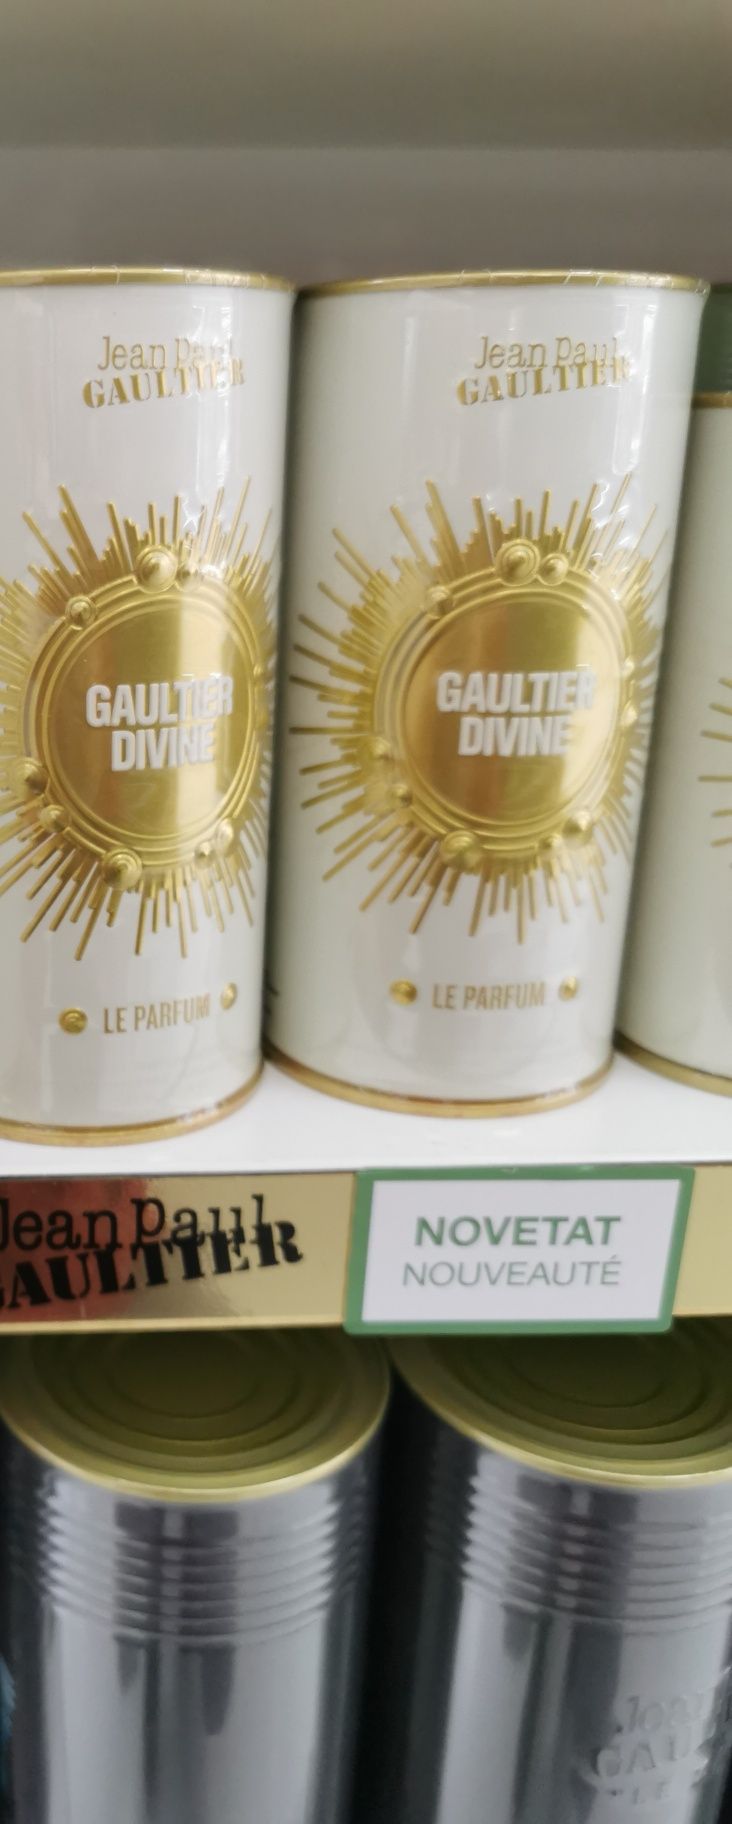 Jean Paul
GAULTIER
GAULTIER
DIVINE
LE PARFUM
Jean Paul
GAULTIER
GAULTIER
DIVINE
LE PARFUM
Jean Paul
GAULTIER
NOVETAT
NOUVEAUTÉ